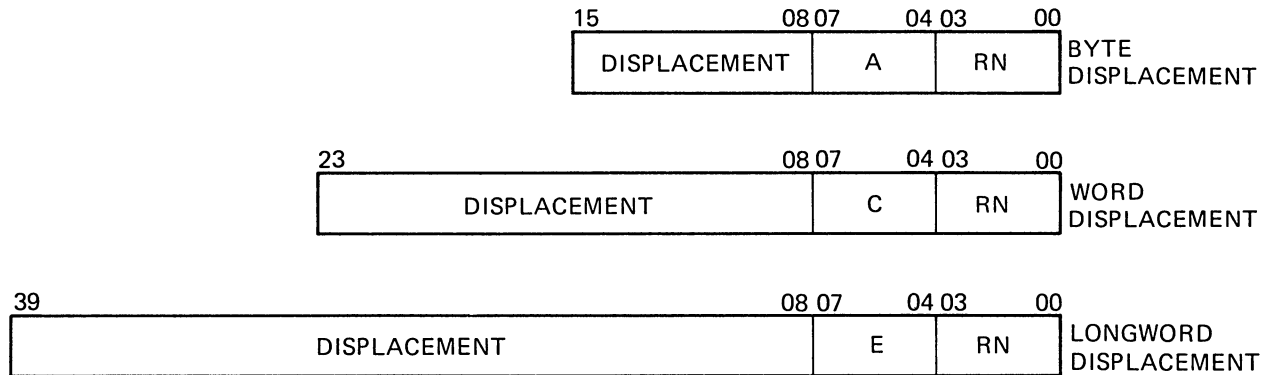 15 08 07 04 03 00
DISPLACEMENT A RN BYTE
DISPLACEMENT
23 08 07 04 03 00
DISPLACEMENT C RN WORD
DISPLACEMENT
39 08 07 04 03 00
DISPLACEMENT E RN LONGWORD
DISPLACEMENT